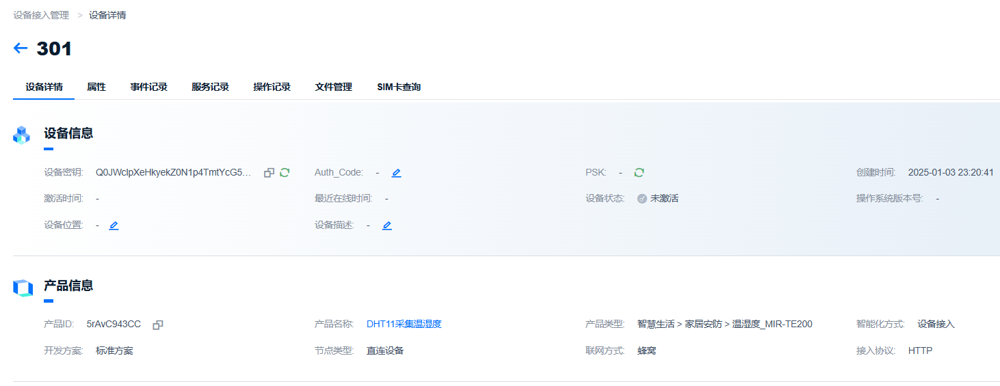 设备接入管理 > 设备详情
301
设备详情 属性 事件记录 服务记录 操作记录 文件管理 SIM卡查询
设备信息
设备密钥: Q0JWclpXeHkyekZ0N1p4TmtYcG5... Auth_Code: - PSK: - 创建时间: 2025-01-03 23:20:41
激活时间: - 最近在线时间: - 设备状态: 未激活 操作系统版本号: -
设备位置: - 设备描述: -
产品信息
产品ID: 5rAvC943CC 产品名称: DHT11采集温湿度 产品类型: 智慧生活 > 家居安防 > 温湿度_MIR-TE200 智能化方式: 设备接入
开发方案: 标准方案 节点类型: 直连设备 联网方式: 蜂窝 接入协议: HTTP